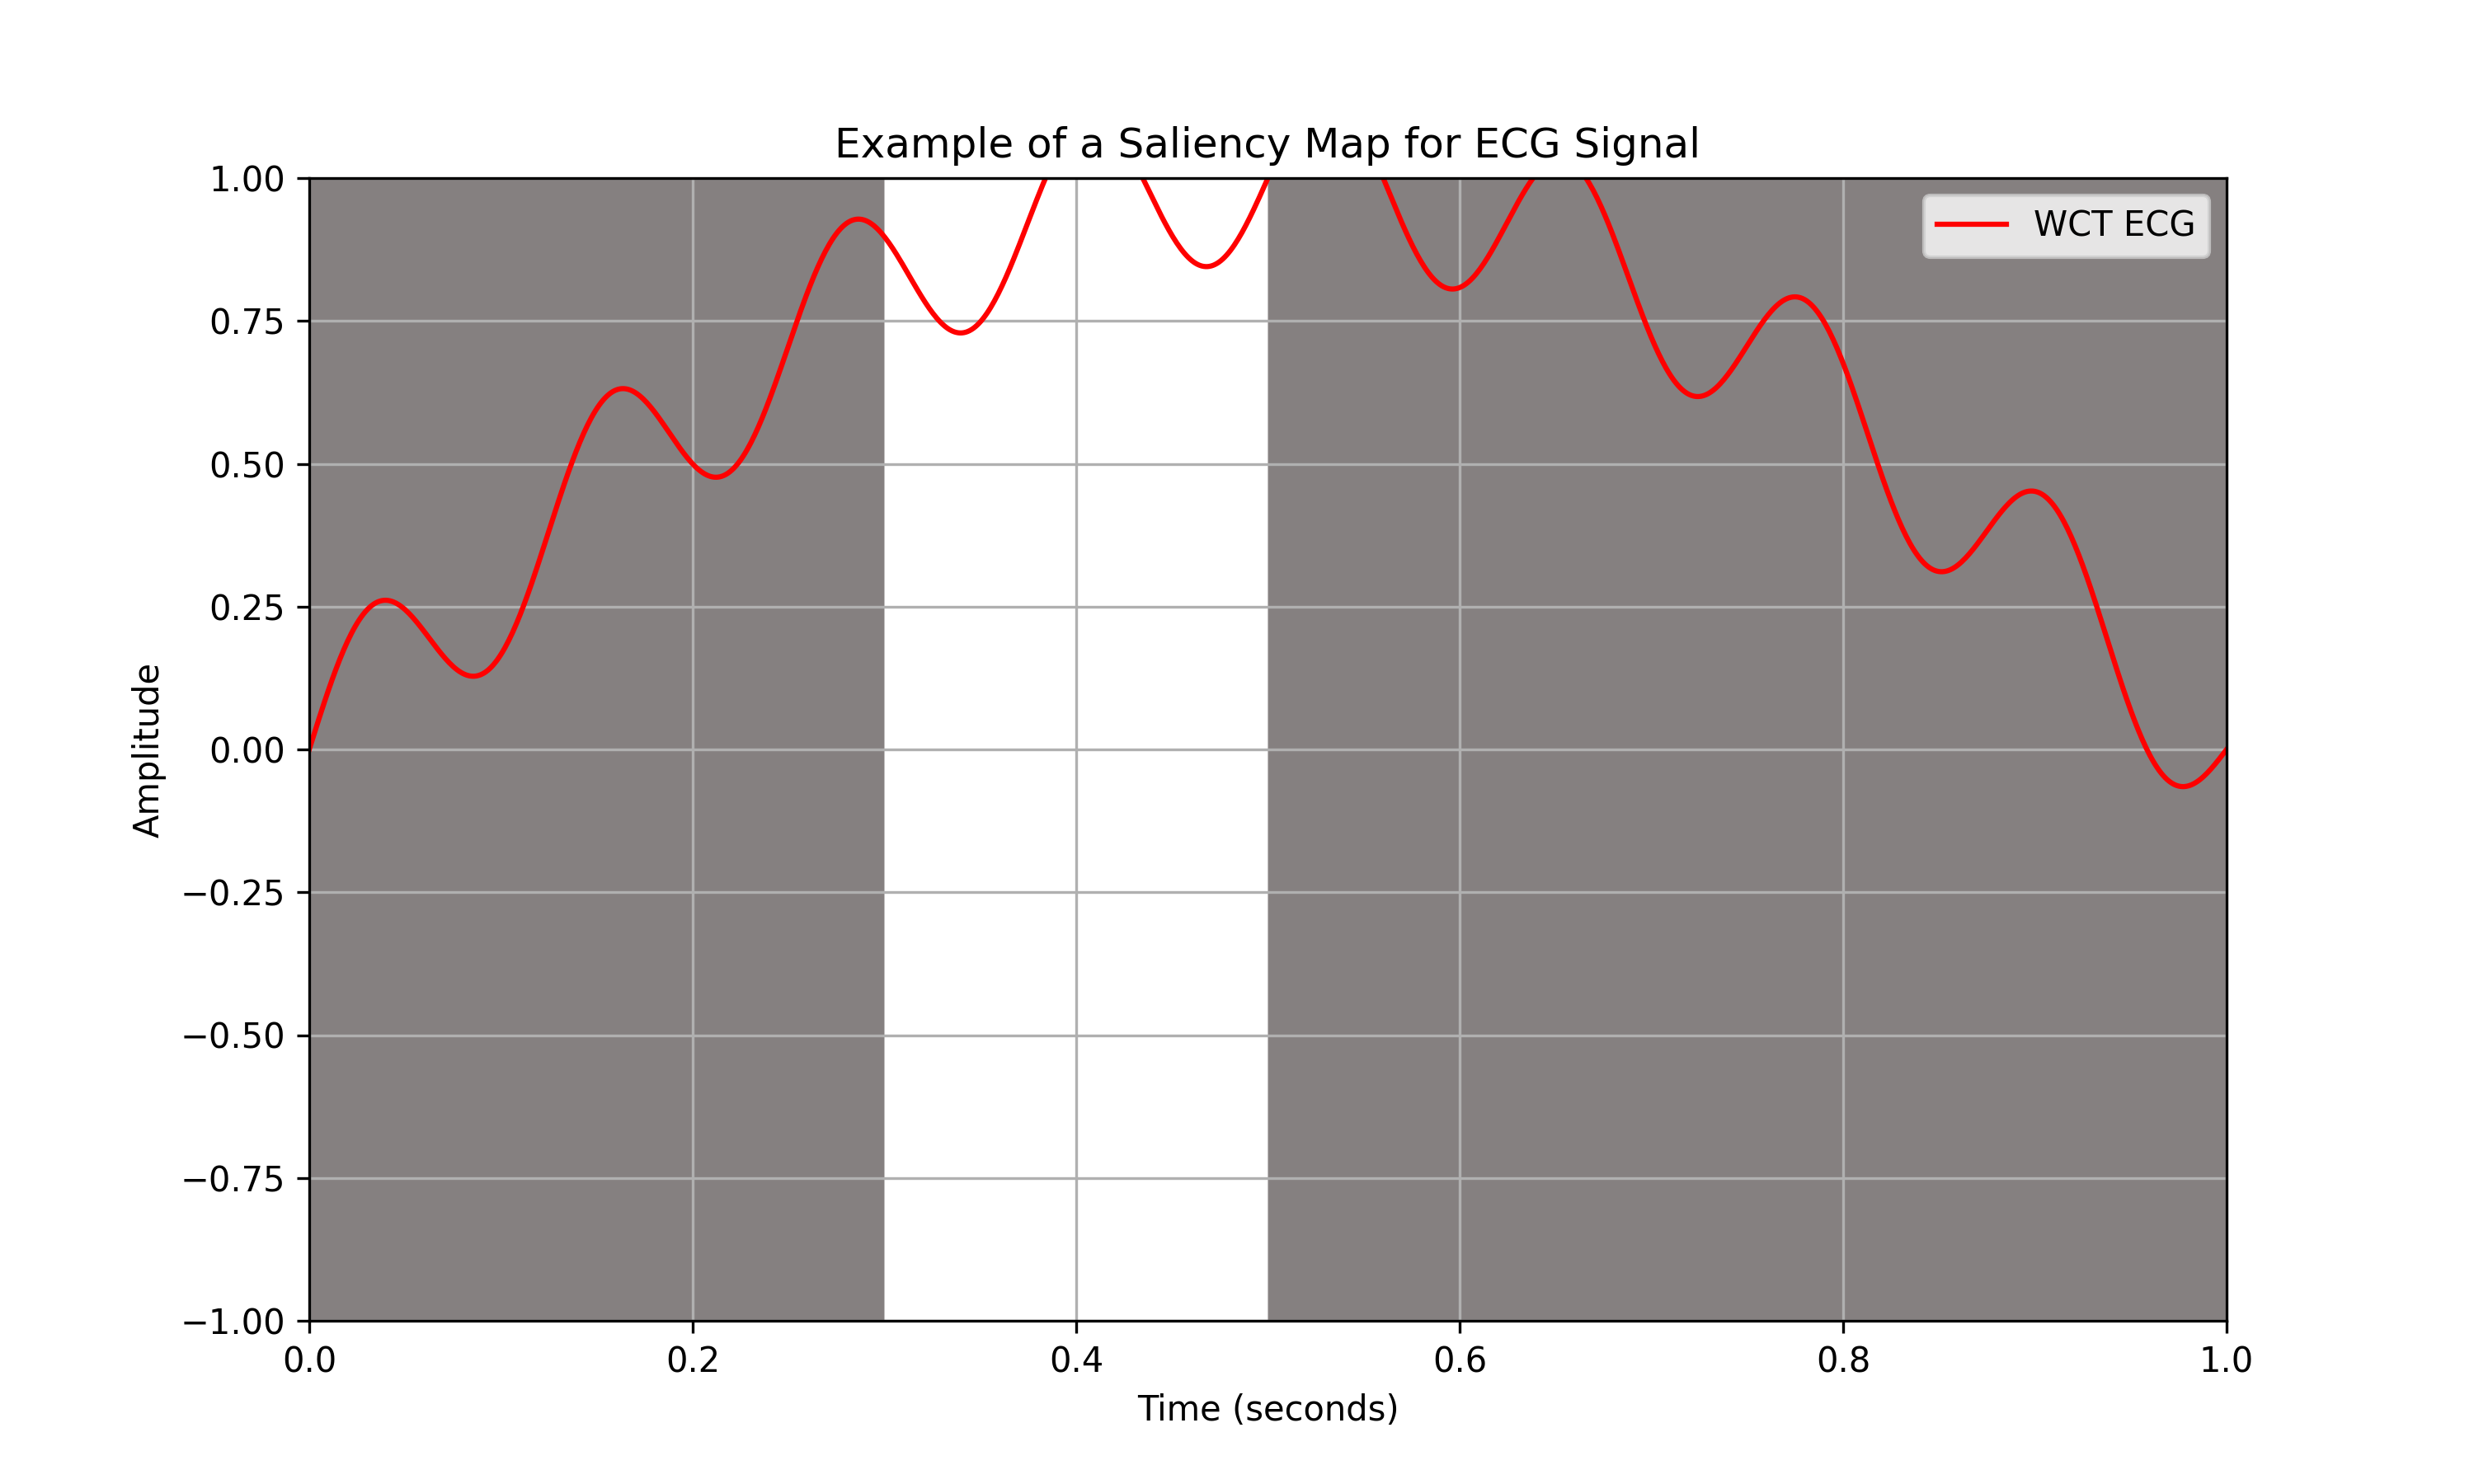 Example of a Saliency Map for ECG Signal
WCT ECG
1.00
0.75
0.50
0.25
0.00
−0.25
−0.50
−0.75
−1.00
Amplitude
0.0 0.2 0.4 0.6 0.8 1.0
Time (seconds)